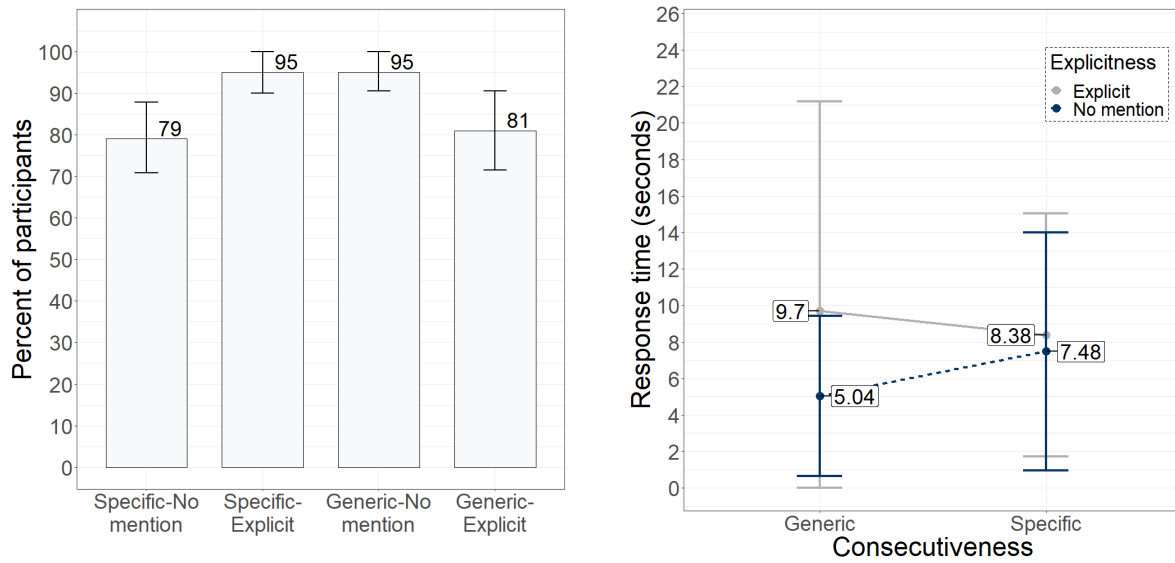 Percent of participants
100
90
80
70
60
50
40
30
20
10
0
79
95
95
81
Specific-No
mention
Specific-
Explicit
Generic-No
mention
Generic-
Explicit
Response time (seconds)
26
24
22
20
18
16
14
12
10
8
6
4
2
0
Explicitness
Explicit
No mention
9.7
8.38
7.48
5.04
Generic
Specific
Consecutiveness